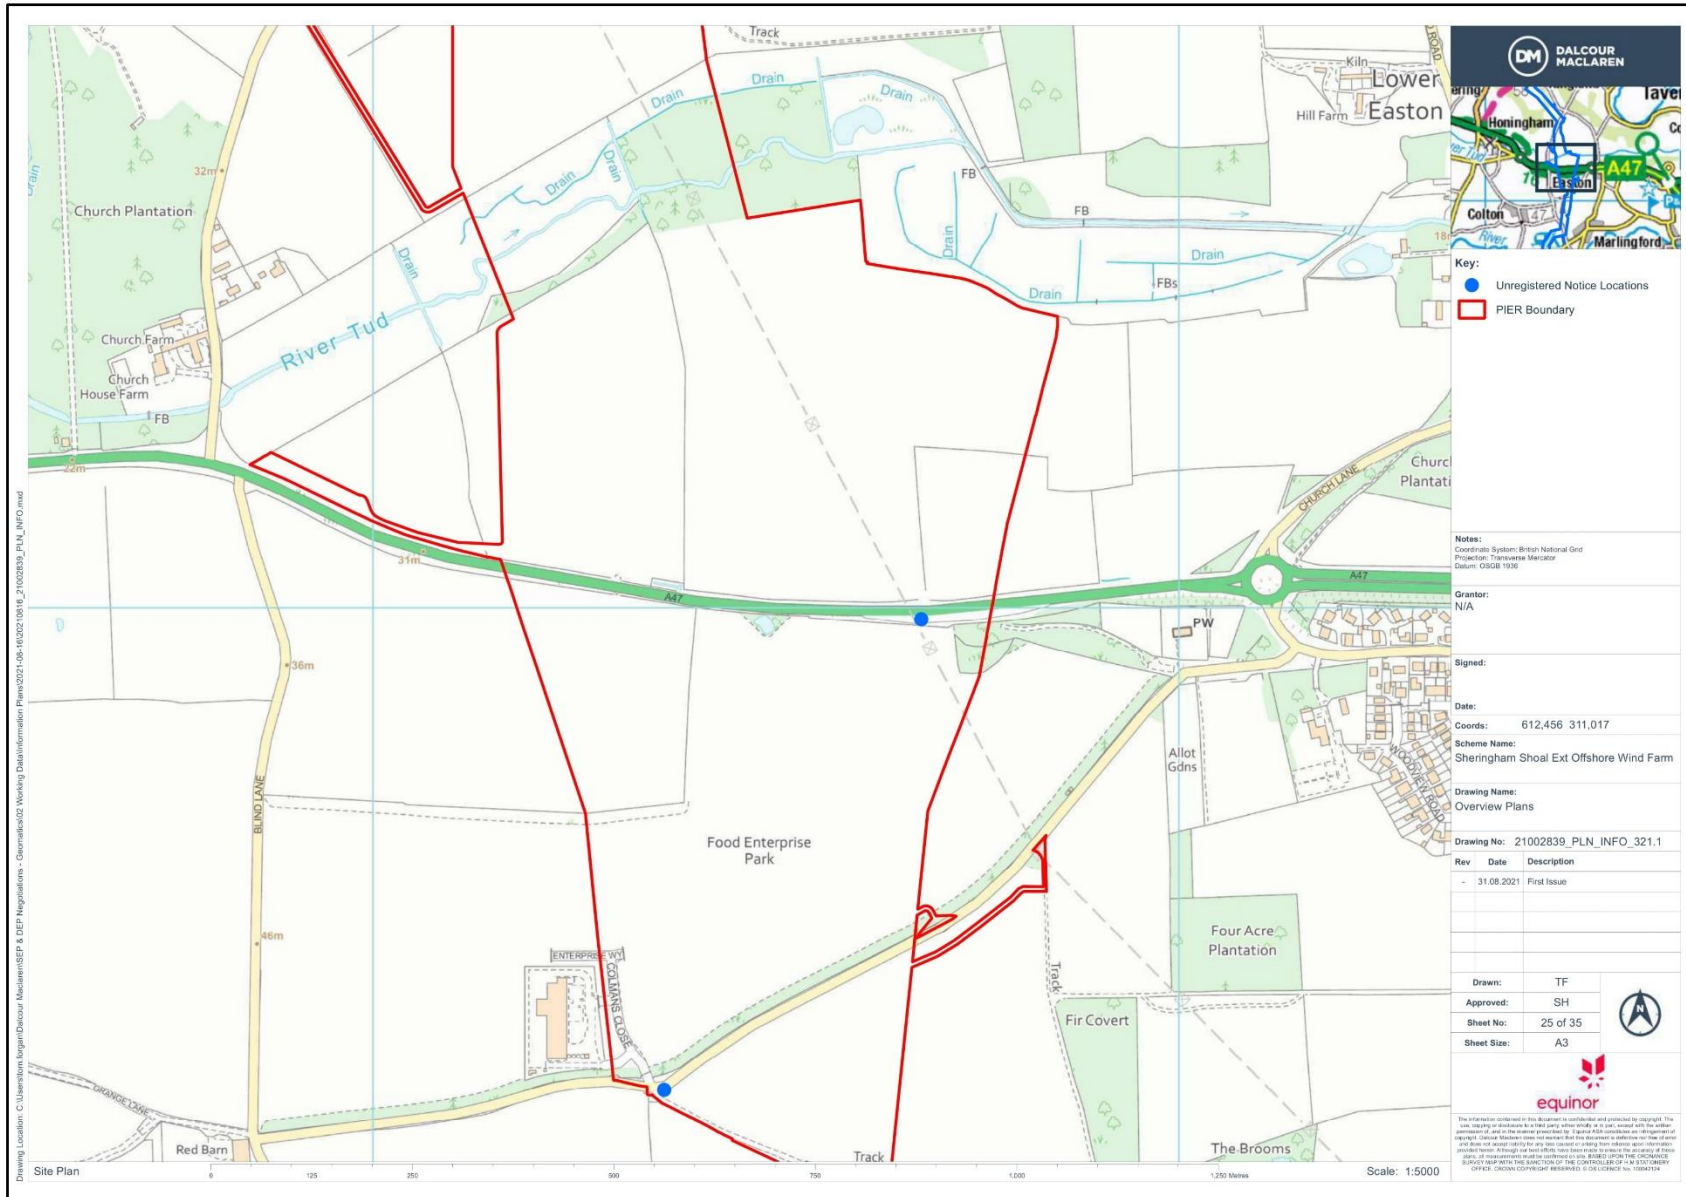 Track
Kiln
Lower
Easton
Hill Farm
Drain
Drain
Drain
Drain
Drain
Drain
32m
Church Plantation
FB
FB
Drain
Drain
Drain
FBs
Drain
River Tud
Church Farm
Church
House Farm
FB
22m
31m
A47
A47
CHURCH LANE
PW
36m
BLIND LANE
Allot
Gdns
WOODVIEW ROAD
Food Enterprise
Park
46m
COLMANS CLOSE
Four Acre
Plantation
Track
Fir Covert
GRANGE LANE
Red Barn
Track
The Brooms
Site Plan
0 125 250 500 750 1,000 1,250 Metres
Scale: 1:5000
DM
DALCOUR
MACLAREN
Honingham
A47
Easton
Colton
47
River
Marlingford
Key:
Unregistered Notice Locations
PIER Boundary
Notes:
Coordinate System: British National Grid
Projection: Transverse Mercator
Datum: OSGB 1936
Grantor:
N/A
Signed:
Date:
Coords: 612,456 311,017
Scheme Name:
Sheringham Shoal Ext Offshore Wind Farm
Drawing Name:
Overview Plans
Drawing No: 21002839_PLN_INFO_321.1
Rev Date Description
- 31.08.2021 First Issue
Drawn: TF
Approved: SH
Sheet No: 25 of 35
Sheet Size: A3
N
equinor